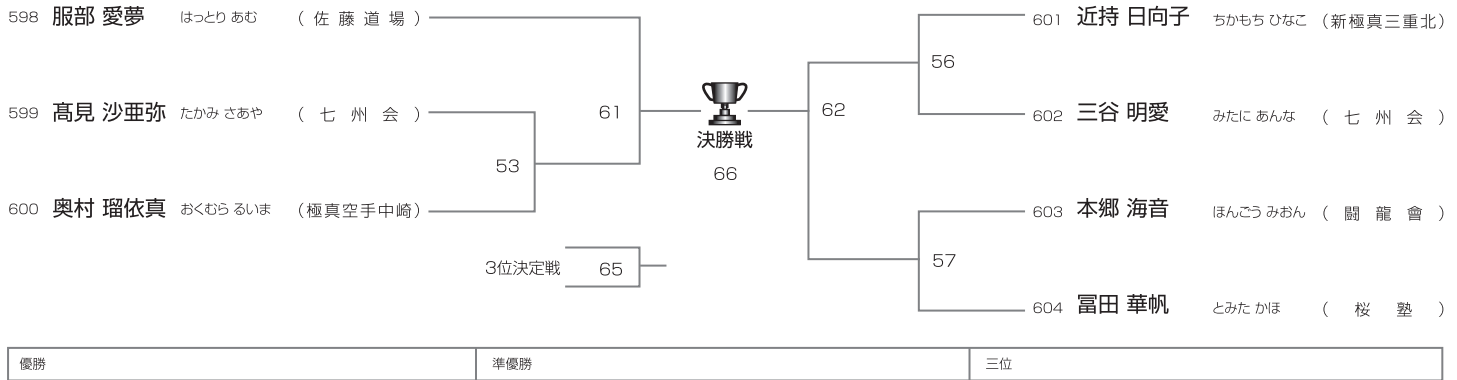 598 服部 愛夢 はっとり あむ (佐藤道場)
599 髙見 沙亜弥 たかみ さあや (七州会)
600 奥村 瑠依真 おくむら るいま (極真空手中崎)
53
61
決勝戦
66
3位決定戦 65
62
56
57
601 近持 日向子 ちかもち ひなこ (新極真三重北)
602 三谷 明愛 みたに あんな (七州会)
603 本郷 海音 ほんごう みおん (闘龍會)
604 冨田 華帆 とみた かほ (桜塾)
優勝 準優勝 三位